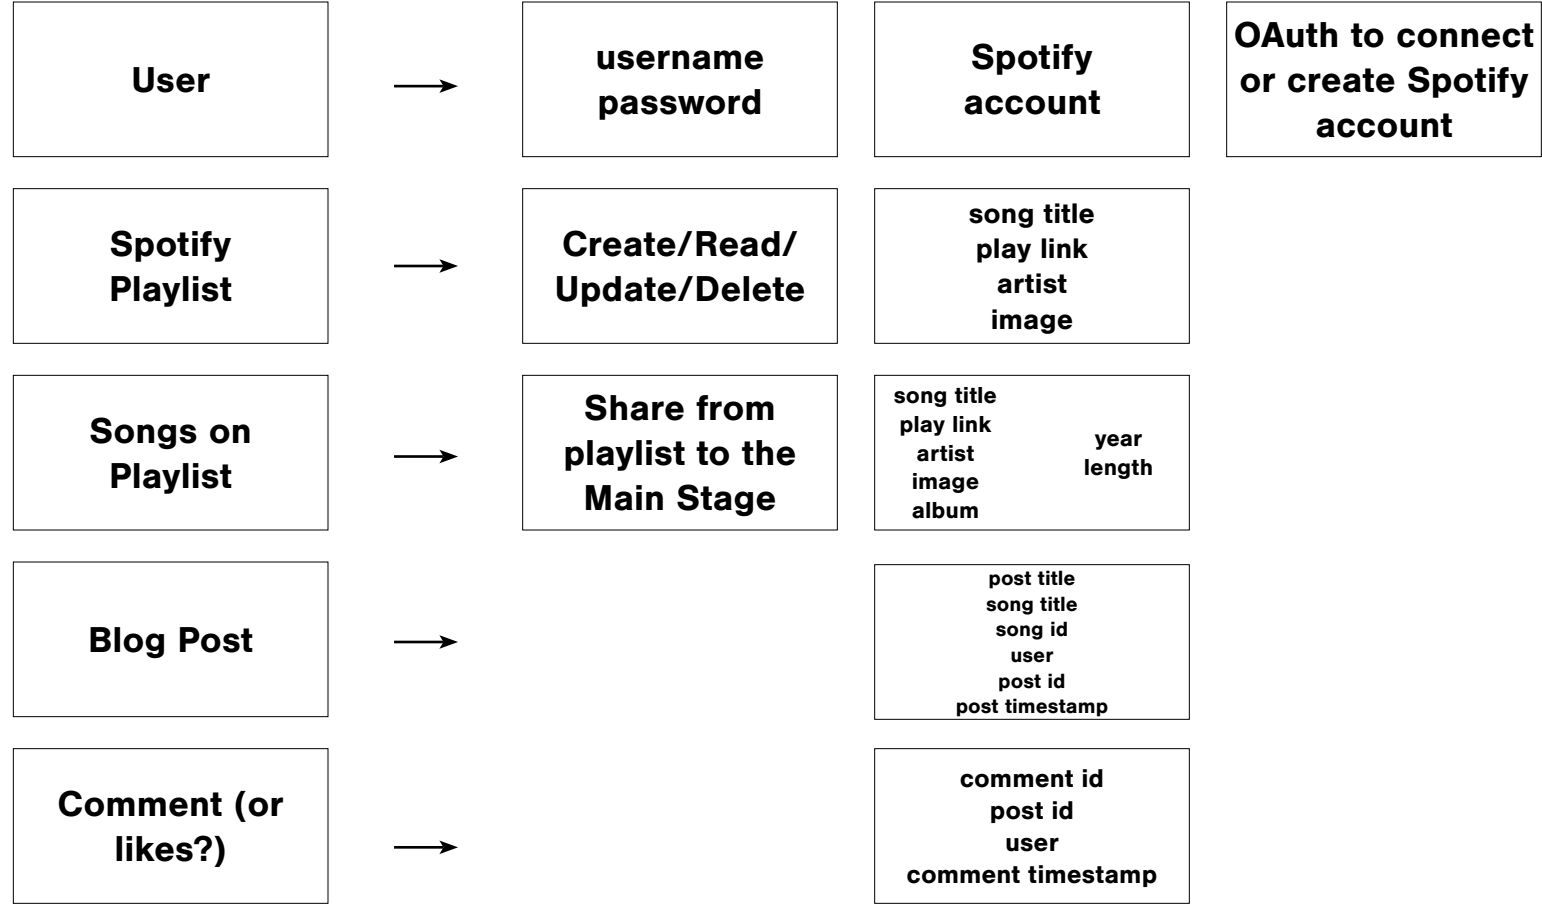 User
username
password
Spotify
account
OAuth to connect
or create Spotify
account
Spotify
Playlist
Create/Read/
Update/Delete
song title
play link
artist
image
Songs on
Playlist
Share from
playlist to the
Main Stage
song title
play link
artist
image
album
year
length
Blog Post
post title
song title
song id
user
post id
post timestamp
Comment (or
likes?)
comment id
post id
user
comment timestamp